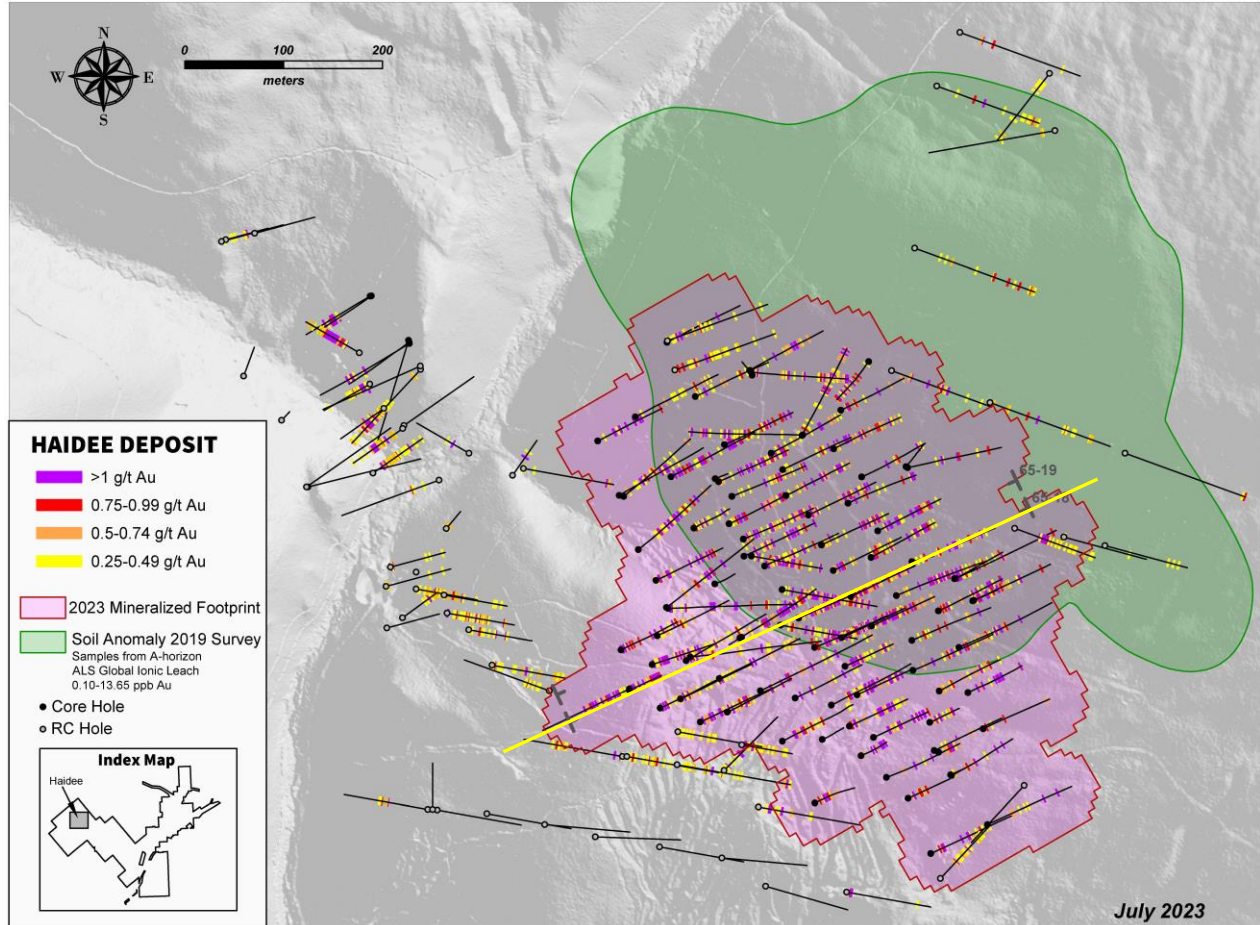 N
W E
S
0 100 200
meters
65-19
HAIDEE DEPOSIT
>1 g/t Au
0.75-0.99 g/t Au
0.5-0.74 g/t Au
0.25-0.49 g/t Au
2023 Mineralized Footprint
Soil Anomaly 2019 Survey
Samples from A-horizon
ALS Global Ionic Leach
0.10-13.65 ppb Au
Core Hole
RC Hole
Index Map
Haidee
July 2023